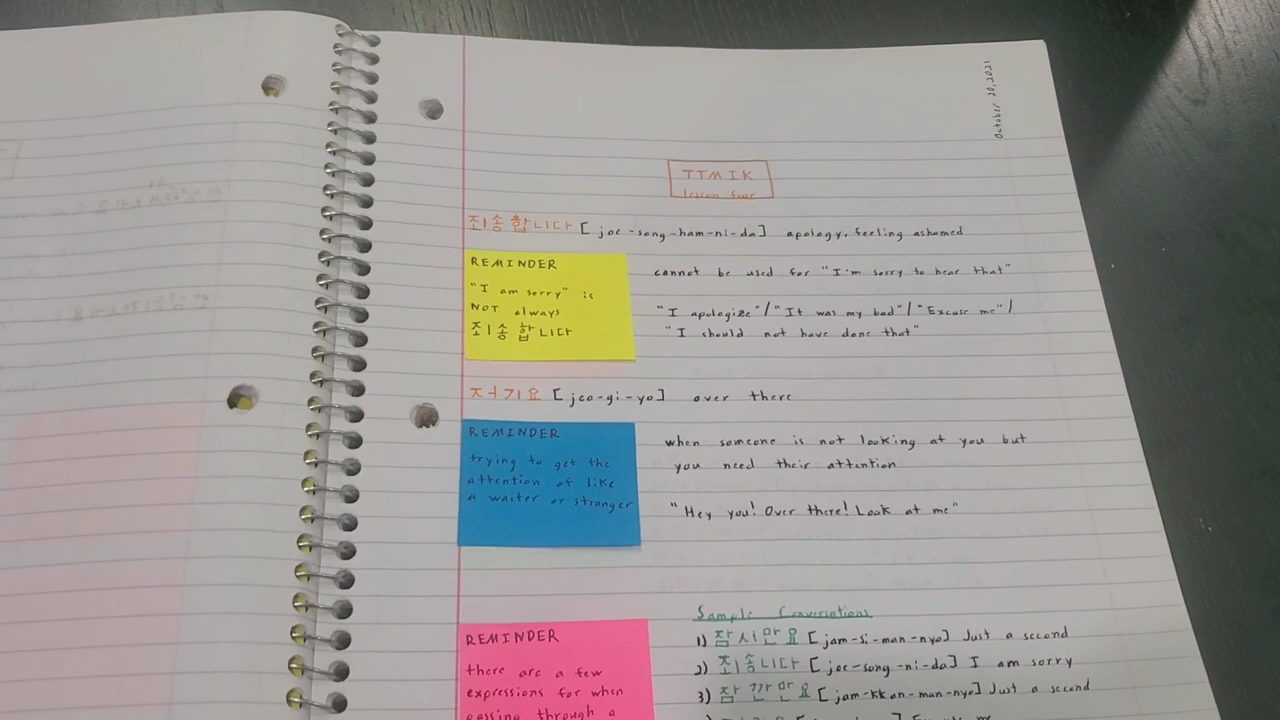 October 20, 2021
TTMIK
lesson four
죄송합니다 [joe-song-ham-ni-da] apology, feeling ashamed
REMINDER
"I am sorry" is
NOT always
죄송합니다
cannot be used for "I'm sorry to hear that"
"I apologize"/"It was my bad"/"Excuse me"/
"I should not have done that"
저기요 [jeo-gi-yo] over there
REMINDER
trying to get the
attention of like
a waiter or stranger
when someone is not looking at you but
you need their attention
"Hey you! Over there! Look at me"
REMINDER
there are a few
expressions for when
passing through a
Sample Conversations
1) 잠시만요 [jam-si-man-nyo] Just a second
2) 죄송니다 [joe-song-ni-da] I am sorry
3) 잠깐만요 [jam-kkan-man-nyo] Just a second